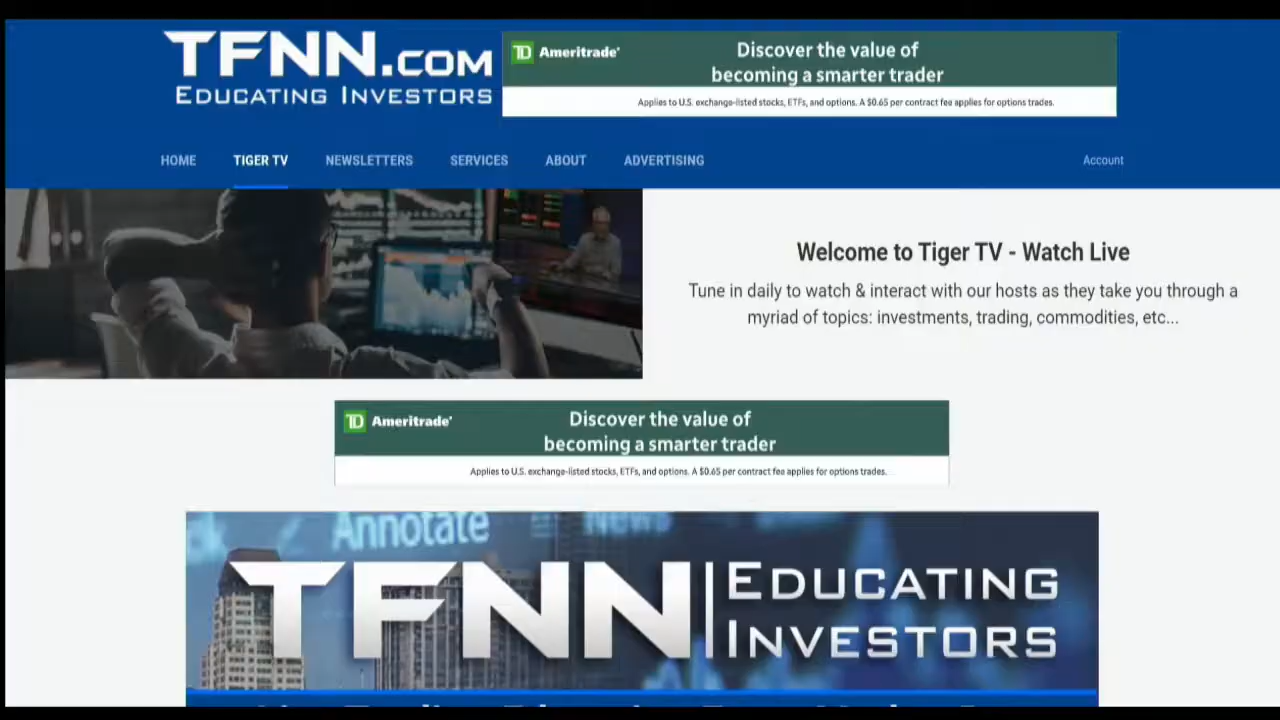 TFNN.COM
EDUCATING INVESTORS
TD Ameritrade
Discover the value of
becoming a smarter trader
Applies to U.S. exchange-listed stocks, ETFs, and options. A $0.65 per contract fee applies for options trades.
HOME TIGER TV NEWSLETTERS SERVICES ABOUT ADVERTISING Account
Welcome to Tiger TV - Watch Live
Tune in daily to watch & interact with our hosts as they take you through a
myriad of topics: investments, trading, commodities, etc...
TD Ameritrade
Discover the value of
becoming a smarter trader
Applies to U.S. exchange-listed stocks, ETFs, and options. A $0.65 per contract fee applies for options trades.
Annotate News
TFNN EDUCATING
INVESTORS